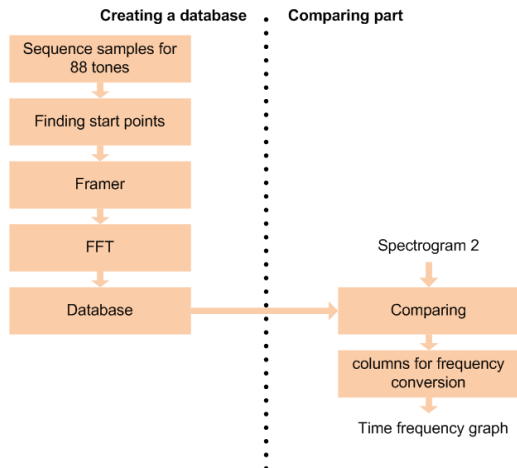 Creating a database
Comparing part
Sequence samples for
88 tones
Finding start points
Framer
FFT
Database
Spectrogram 2
Comparing
columns for frequency
conversion
Time frequency graph